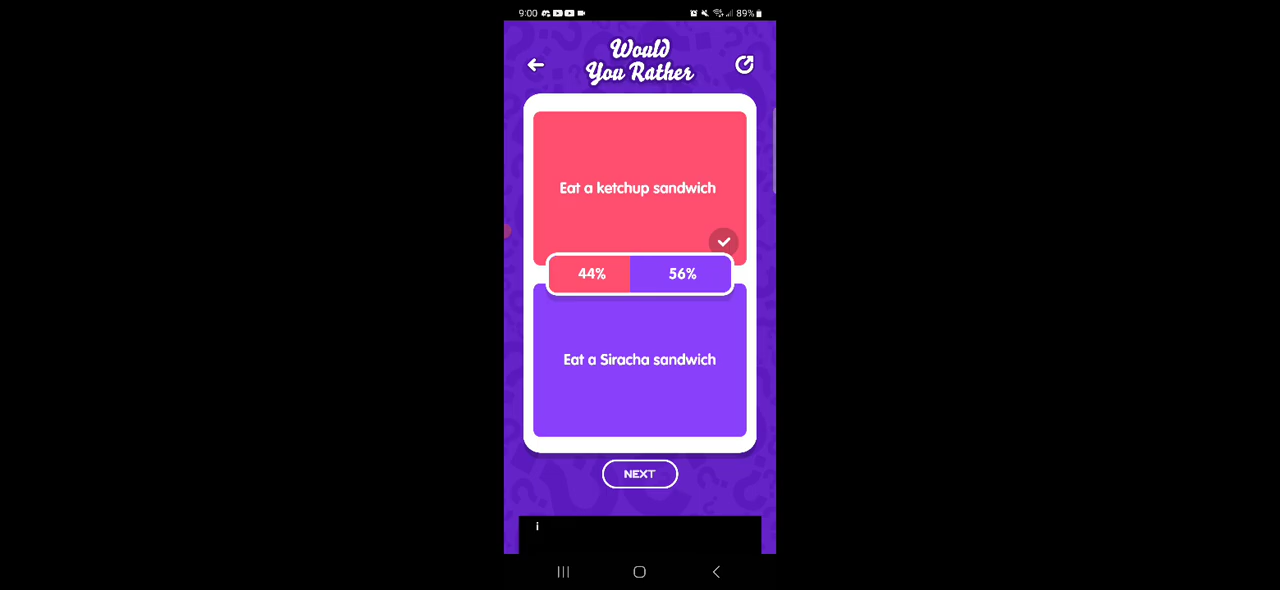 9:00 89%
Would
You Rather
Eat a ketchup sandwich
44% 56%
Eat a Siracha sandwich
NEXT
i